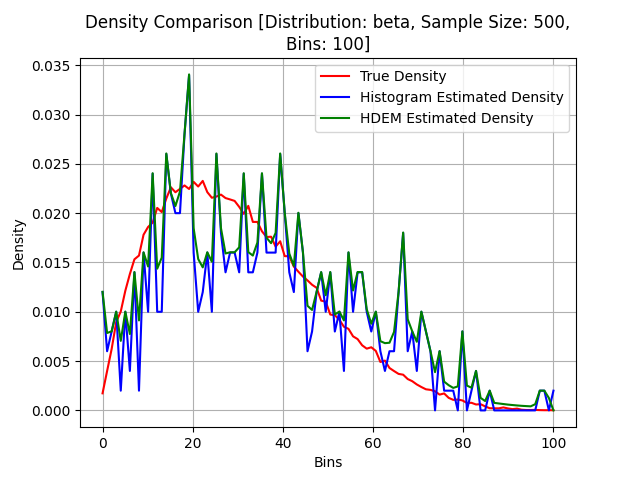 Density Comparison [Distribution: beta, Sample Size: 500,
Bins: 100]
True Density
Histogram Estimated Density
HDEM Estimated Density
Density
0.035
0.030
0.025
0.020
0.015
0.010
0.005
0.000
0
20
40
60
80
100
Bins